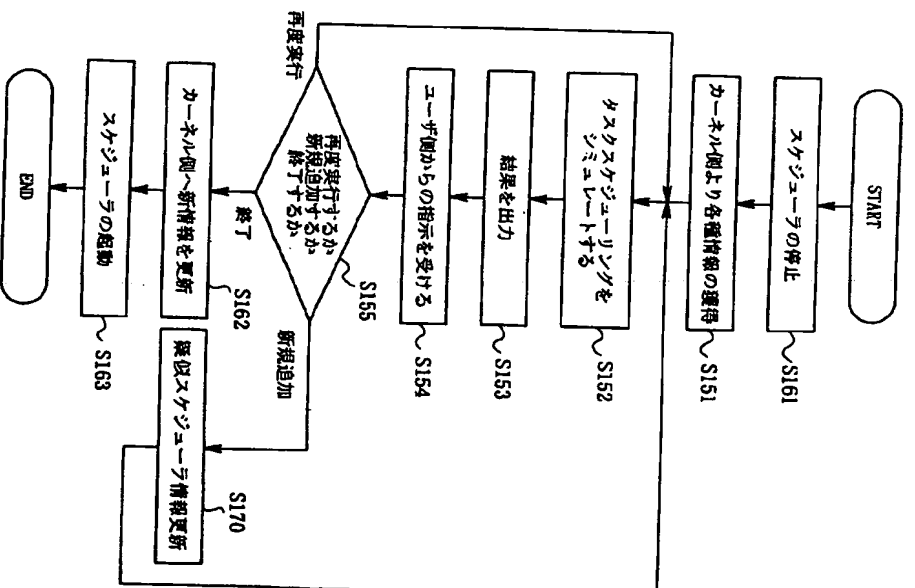 START
スケジューラの停止
S161
カーネル側より各種情報の獲得
S151
タスクスケジューリングを
シミュレートする
S152
結果を出力
S153
ユーザ側からの指示を受ける
S154
再度実行するか
新規追加するか
終了するか
S155
再度実行
終了
新規追加
カーネル側へ新情報を更新
S162
疑似スケジューラ情報更新
S170
スケジューラの起動
S163
END